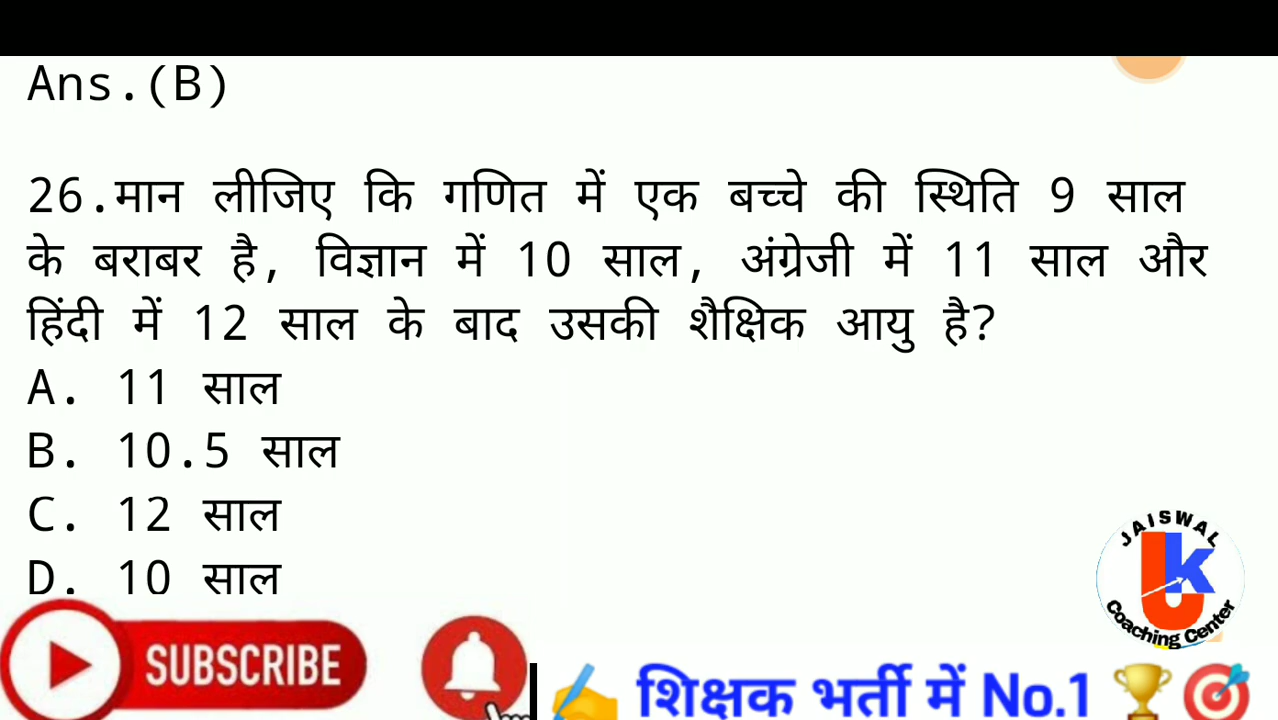 Ans.(B)
26.मान लीजिए कि गणित में एक बच्चे की स्थिति 9 साल
के बराबर है, विज्ञान में 10 साल, अंग्रेजी में 11 साल और
हिंदी में 12 साल के बाद उसकी शैक्षिक आयु है?
A. 11 साल
B. 10.5 साल
C. 12 साल
D. 10 साल
JAISWAL
UK
Coaching Center
SUBSCRIBE
शिक्षक भर्ती में No.1